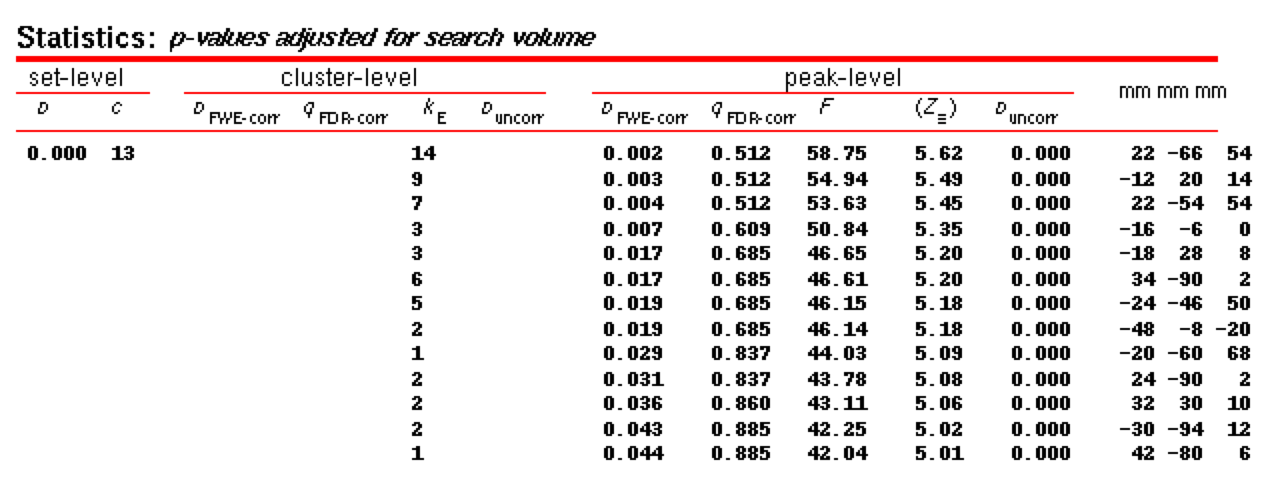 Statistics: p-values adjusted for search volume
set-level cluster-level peak-level mm mm mm
p c p FWE-corr q FDR-corr k E p uncorr p FWE-corr q FDR-corr F (Z≡) p uncorr
0.000 13 14 0.002 0.512 58.75 5.62 0.000 22 -66 54
9 0.003 0.512 54.94 5.49 0.000 -12 20 14
7 0.004 0.512 53.63 5.45 0.000 22 -54 54
3 0.007 0.609 50.84 5.35 0.000 -16 -6 0
3 0.017 0.685 46.65 5.20 0.000 -18 28 8
6 0.017 0.685 46.61 5.20 0.000 34 -90 2
5 0.019 0.685 46.15 5.18 0.000 -24 -46 50
2 0.019 0.685 46.14 5.18 0.000 -48 -8 -20
1 0.029 0.837 44.03 5.09 0.000 -20 -60 68
2 0.031 0.837 43.78 5.08 0.000 24 -90 2
2 0.036 0.860 43.11 5.06 0.000 32 30 10
2 0.043 0.885 42.25 5.02 0.000 -30 -94 12
1 0.044 0.885 42.04 5.01 0.000 42 -80 6